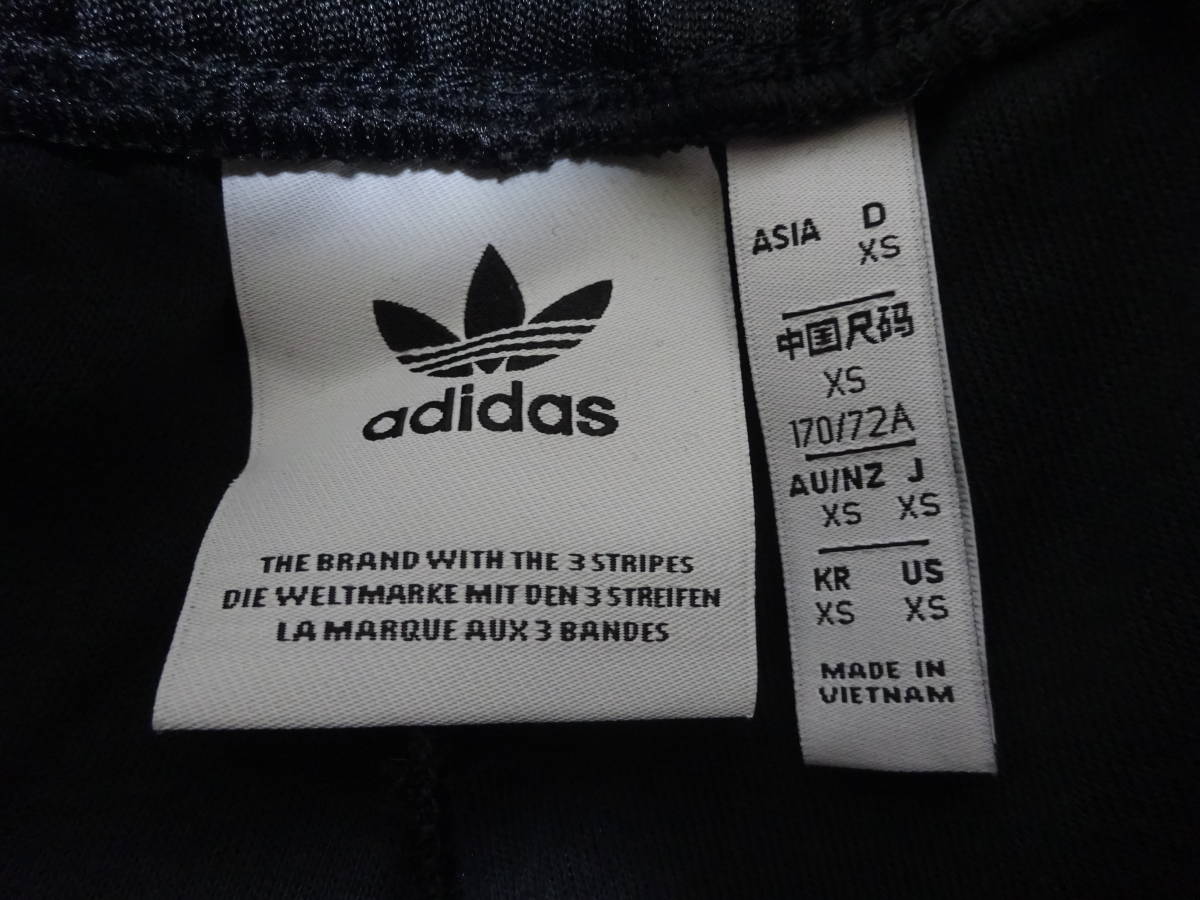 adidas
THE BRAND WITH THE 3 STRIPES
DIE WELTMARKE MIT DEN 3 STREIFEN
LA MARQUE AUX 3 BANDES
ASIA D
XS
中国尺码
XS
170/72A
AU/NZ J
XS XS
KR US
XS XS
MADE IN
VIETNAM